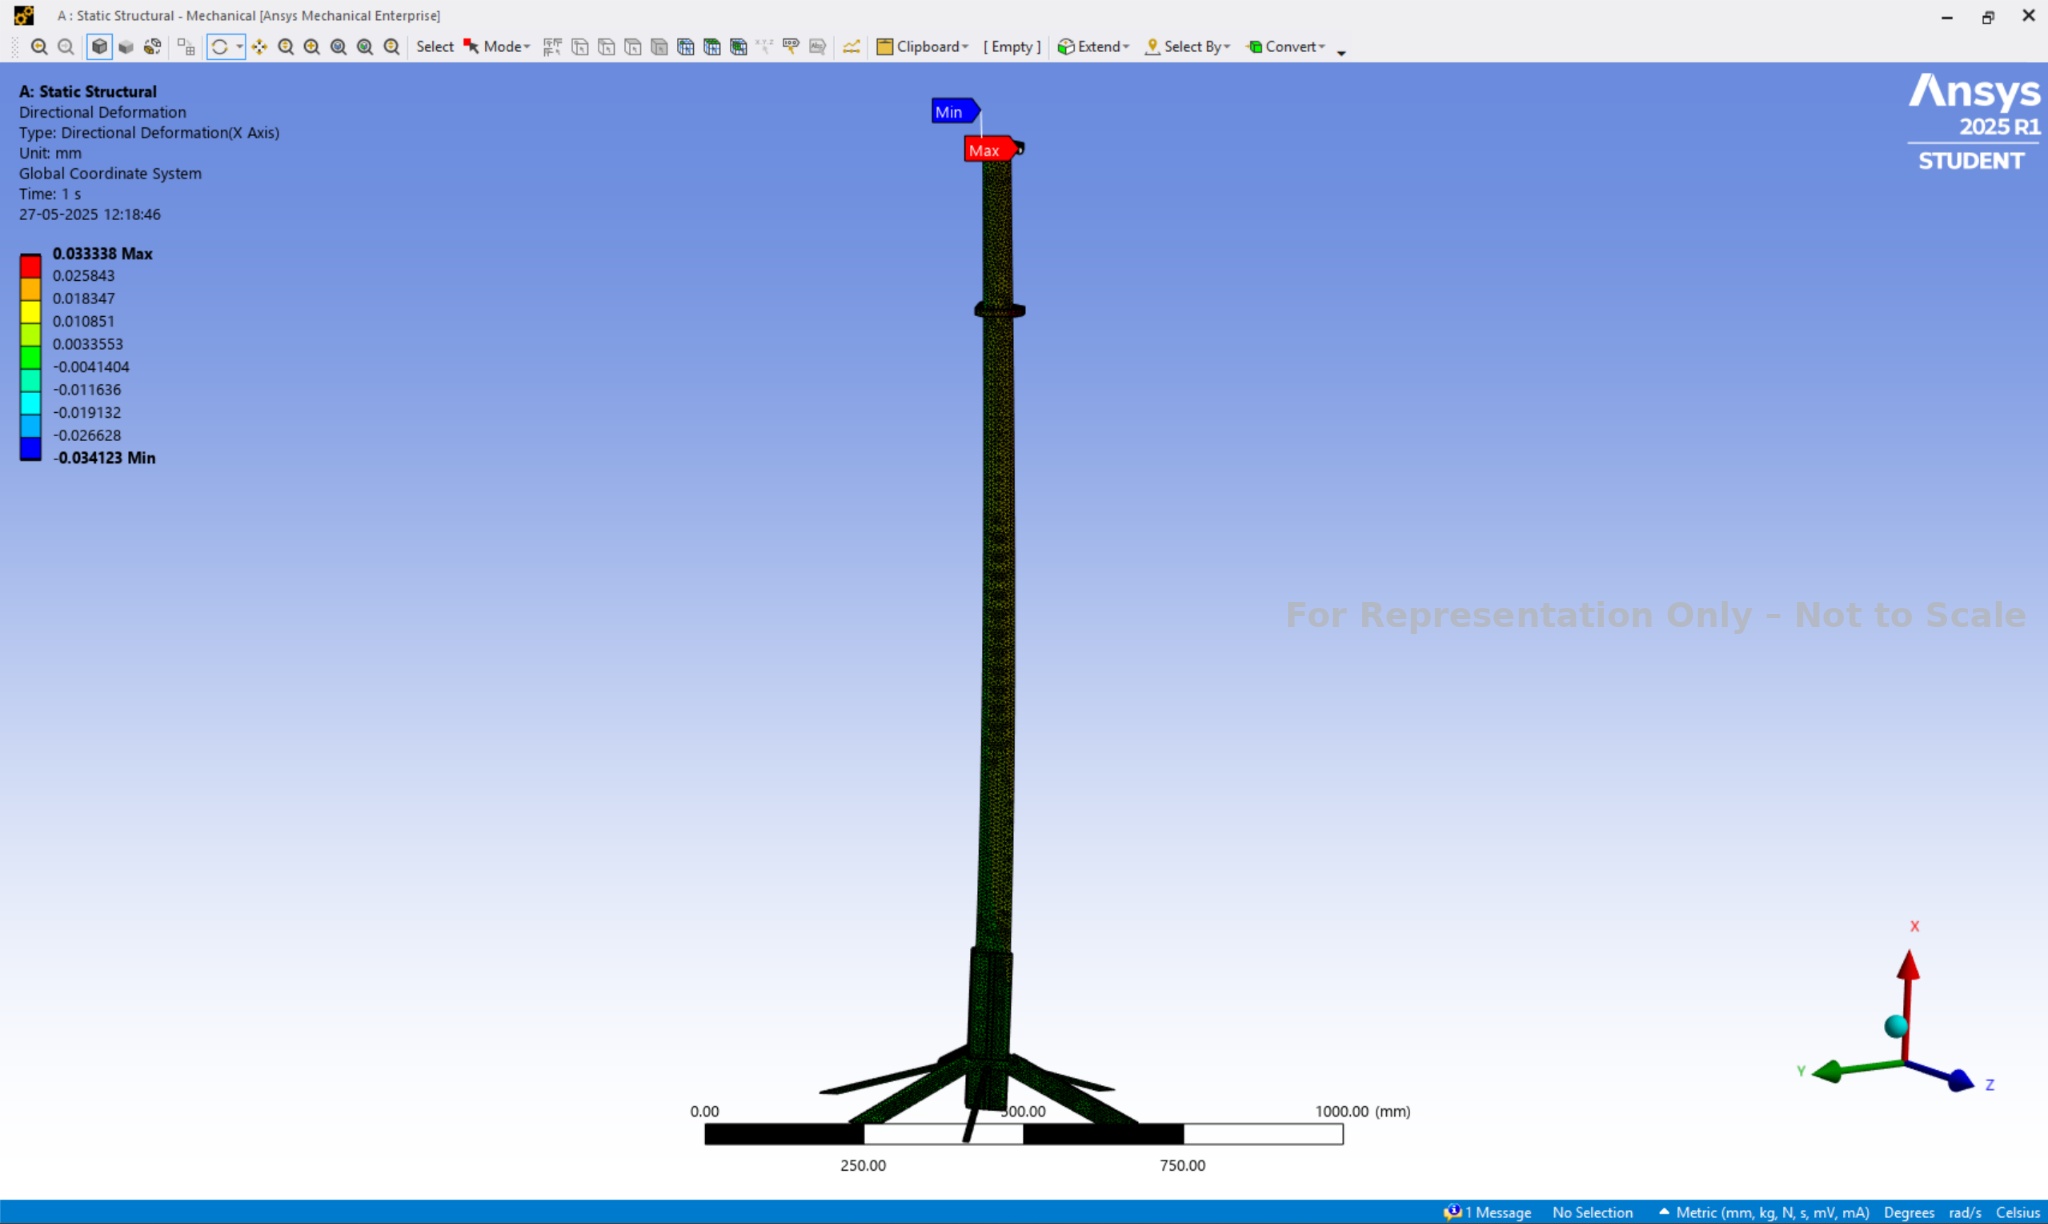 A : Static Structural - Mechanical [Ansys Mechanical Enterprise]
Select Mode Clipboard [ Empty ] Extend Select By Convert
A: Static Structural
Directional Deformation
Type: Directional Deformation(X Axis)
Unit: mm
Global Coordinate System
Time: 1 s
27-05-2025 12:18:46
0.033338 Max
0.025843
0.018347
0.010851
0.0033553
-0.0041404
-0.011636
-0.019132
-0.026628
-0.034123 Min
Min
Max
Ansys
2025 R1
STUDENT
For Representation Only – Not to Scale
X
Y
Z
0.00 500.00 1000.00 (mm)
250.00 750.00
1 Message No Selection Metric (mm, kg, N, s, mV, mA) Degrees rad/s Celsius